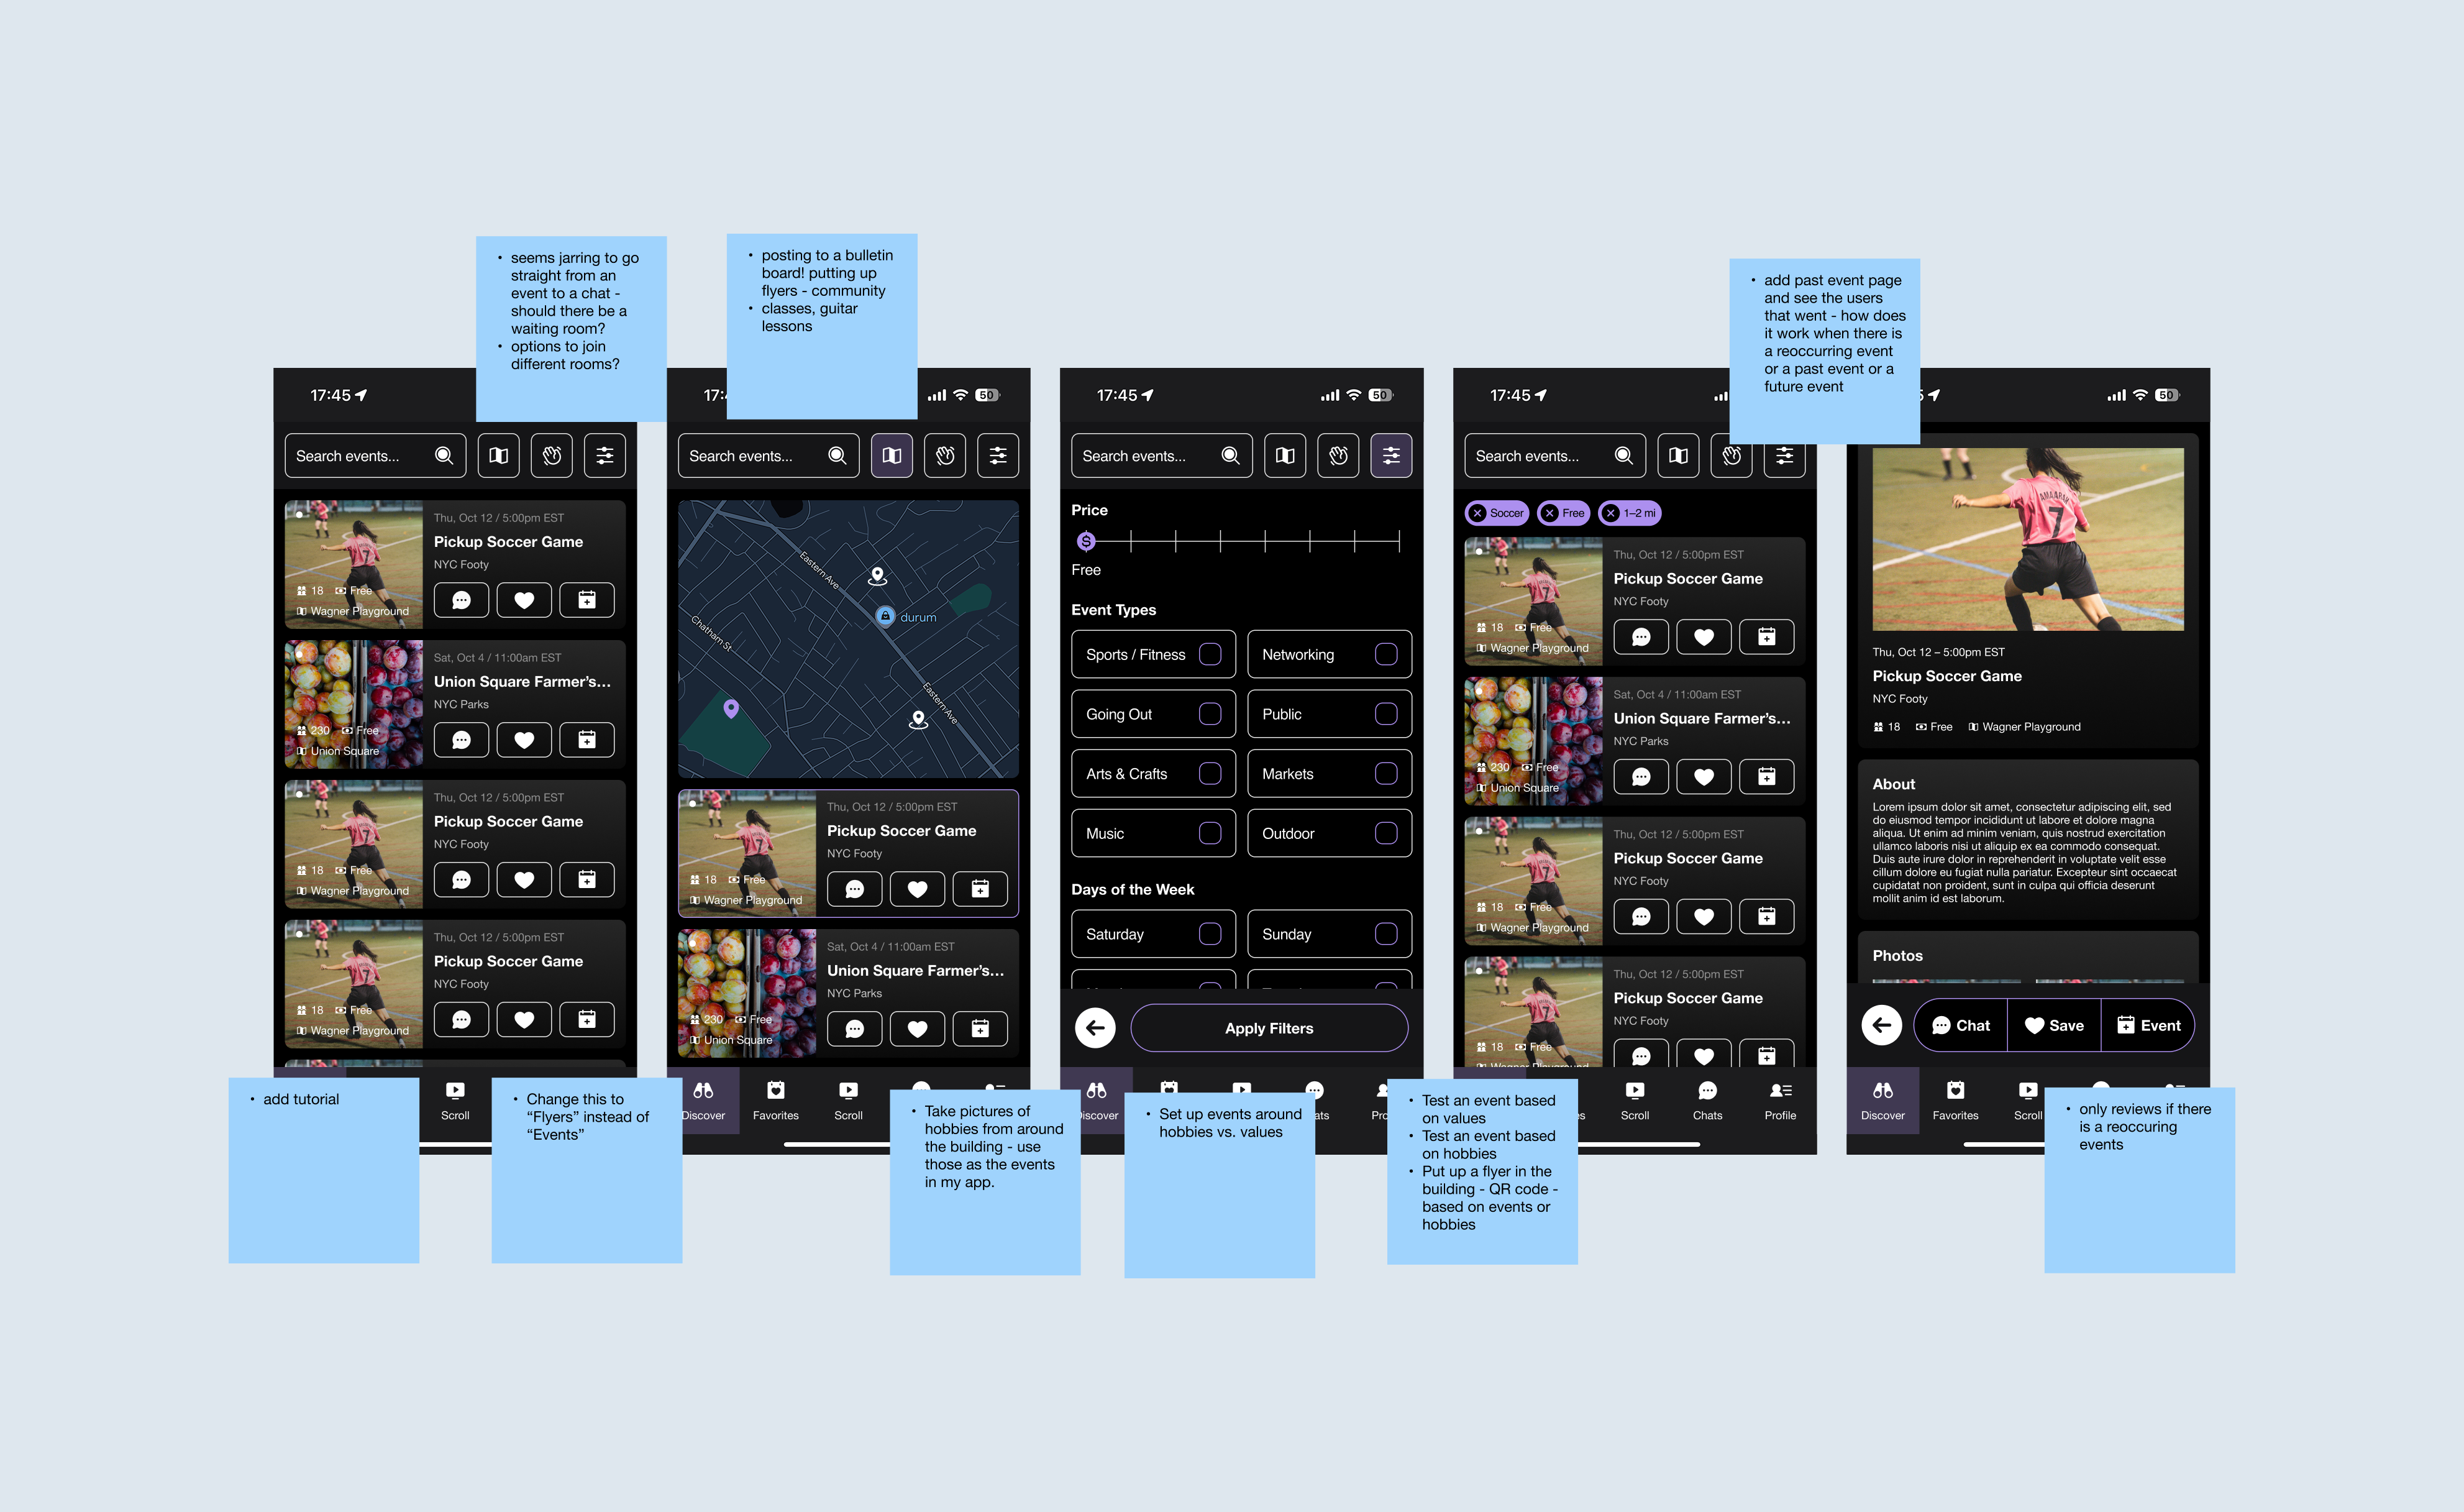 seems jarring to go
straight from an
event to a chat -
should there be a
waiting room?
options to join
different rooms?
posting to a bulletin
board! putting up
flyers - community
classes, guitar
lessons
add past event page
and see the users
that went - how does
it work when there is
a reoccurring event
or a past event or a
future event
17:45
Search events...
Thu, Oct 12 / 5:00pm EST
Pickup Soccer Game
NYC Footy
18 Free
Wagner Playground
Sat, Oct 4 / 11:00am EST
Union Square Farmer's...
NYC Parks
230 Free
Union Square
Thu, Oct 12 / 5:00pm EST
Pickup Soccer Game
NYC Footy
18 Free
Wagner Playground
Thu, Oct 12 / 5:00pm EST
Pickup Soccer Game
NYC Footy
18 Free
Wagner Playground
Scroll
add tutorial
Change this to
“Flyers” instead of
“Events”
17:
50
Search events...
Eastern Ave
Chatham St
durum
Eastern Ave
Thu, Oct 12 / 5:00pm EST
Pickup Soccer Game
NYC Footy
18 Free
Wagner Playground
Sat, Oct 4 / 11:00am EST
Union Square Farmer's...
NYC Parks
230 Free
Union Square
Discover Favorites Scroll
Take pictures of
hobbies from around
the building - use
those as the events
in my app.
17:45 50
Search events...
Price
$
Free
Event Types
Sports / Fitness Networking
Going Out Public
Arts & Crafts Markets
Music Outdoor
Days of the Week
Saturday Sunday
Apply Filters
iscover ats Pro
Set up events around
hobbies vs. values
17:45
Search events...
Soccer Free 1–2 mi
Thu, Oct 12 / 5:00pm EST
Pickup Soccer Game
NYC Footy
18 Free
Wagner Playground
Sat, Oct 4 / 11:00am EST
Union Square Farmer's...
NYC Parks
230 Free
Union Square
Thu, Oct 12 / 5:00pm EST
Pickup Soccer Game
NYC Footy
18 Free
Wagner Playground
Thu, Oct 12 / 5:00pm EST
Pickup Soccer Game
NYC Footy
18 Free
Wagner Playground
es Scroll Chats Profile
Test an event based
on values
Test an event based
on hobbies
Put up a flyer in the
building - QR code -
based on events or
hobbies
5 50
AMAARAH
7
Thu, Oct 12 – 5:00pm EST
Pickup Soccer Game
NYC Footy
18 Free Wagner Playground
About
Lorem ipsum dolor sit amet, consectetur adipiscing elit, sed
do eiusmod tempor incididunt ut labore et dolore magna
aliqua. Ut enim ad minim veniam, quis nostrud exercitation
ullamco laboris nisi ut aliquip ex ea commodo consequat.
Duis aute irure dolor in reprehenderit in voluptate velit esse
cillum dolore eu fugiat nulla pariatur. Excepteur sint occaecat
cupidatat non proident, sunt in culpa qui officia deserunt
mollit anim id est laborum.
Photos
Chat Save Event
Discover Favorites Scroll
only reviews if there
is a reoccuring
events